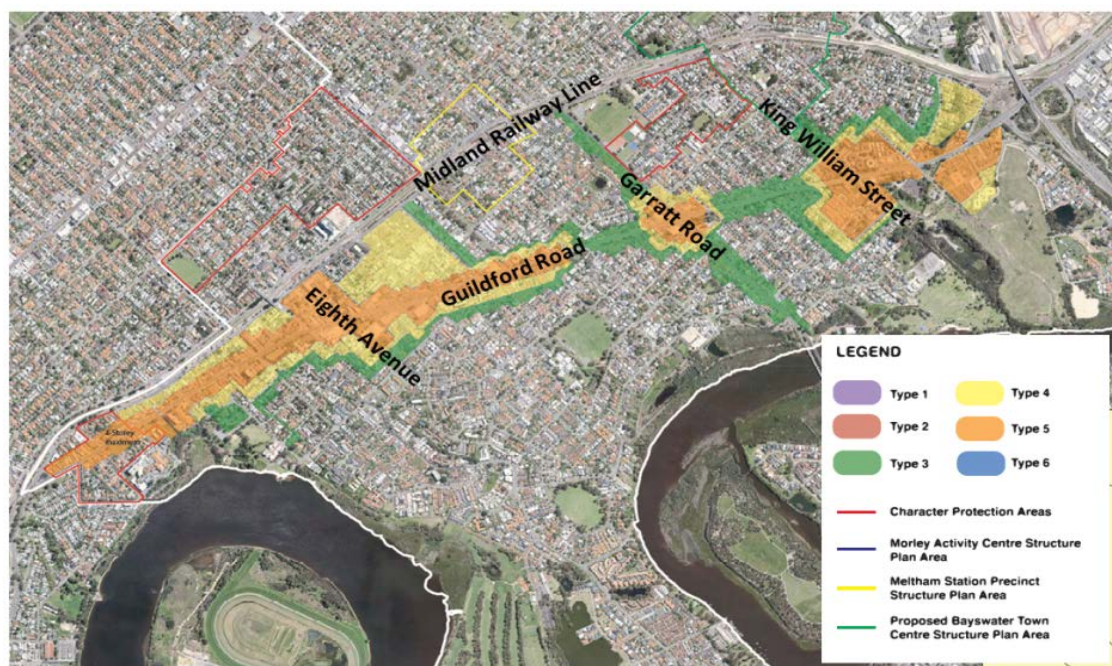 Midland Railway Line
King William Street
Garratt Road
Guildford Road
Eighth Avenue
4 Storey
LEGEND
Type 1
Type 4
Type 2
Type 5
Type 3
Type 6
Character Protection Areas
Morley Activity Centre Structure
Plan Area
Meltham Station Precinct
Structure Plan Area
Proposed Bayswater Town
Centre Structure Plan Area